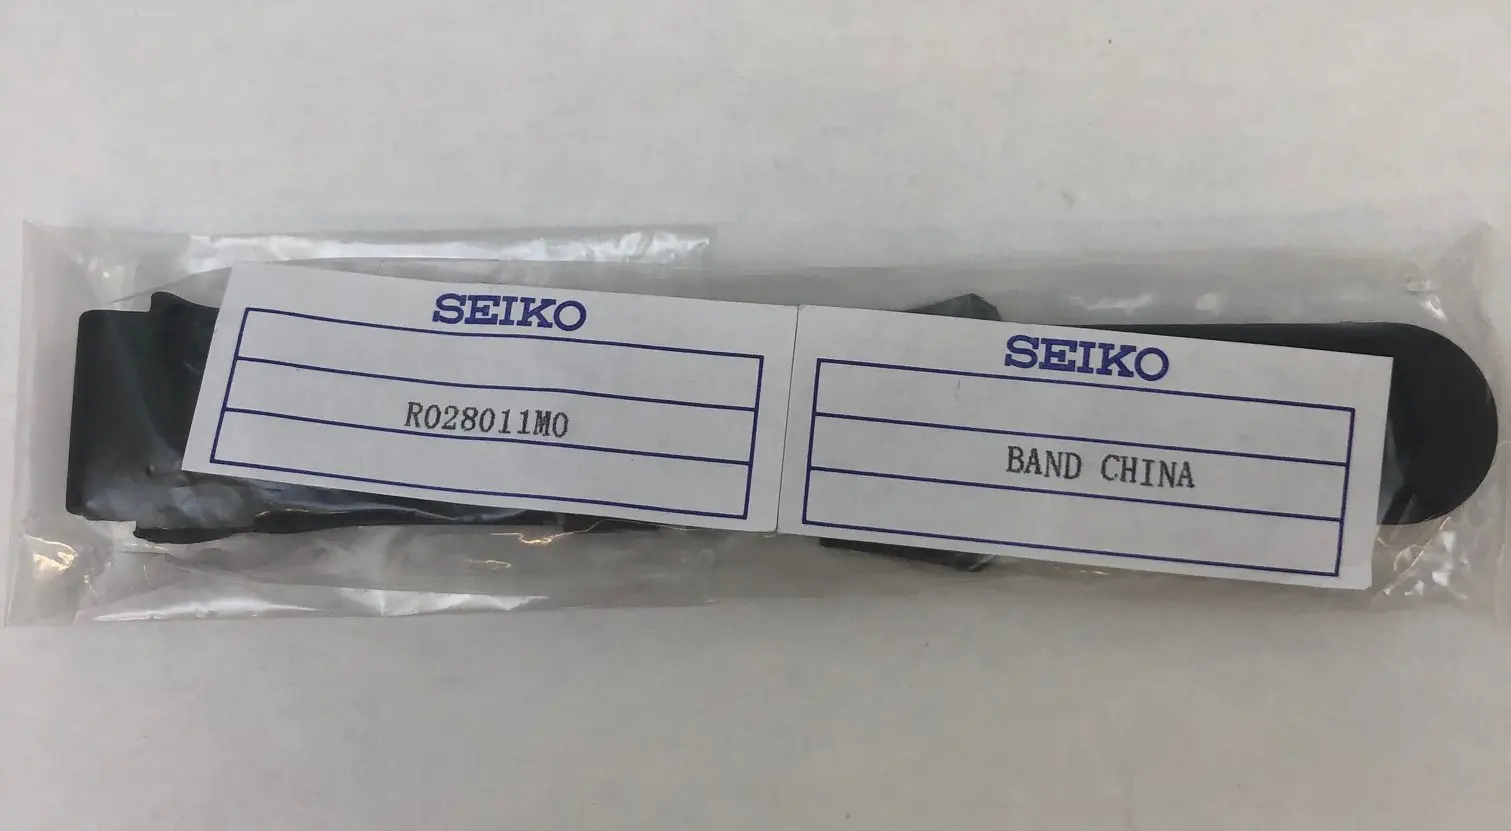 SEIKO
R028011M0
SEIKO
BAND CHINA